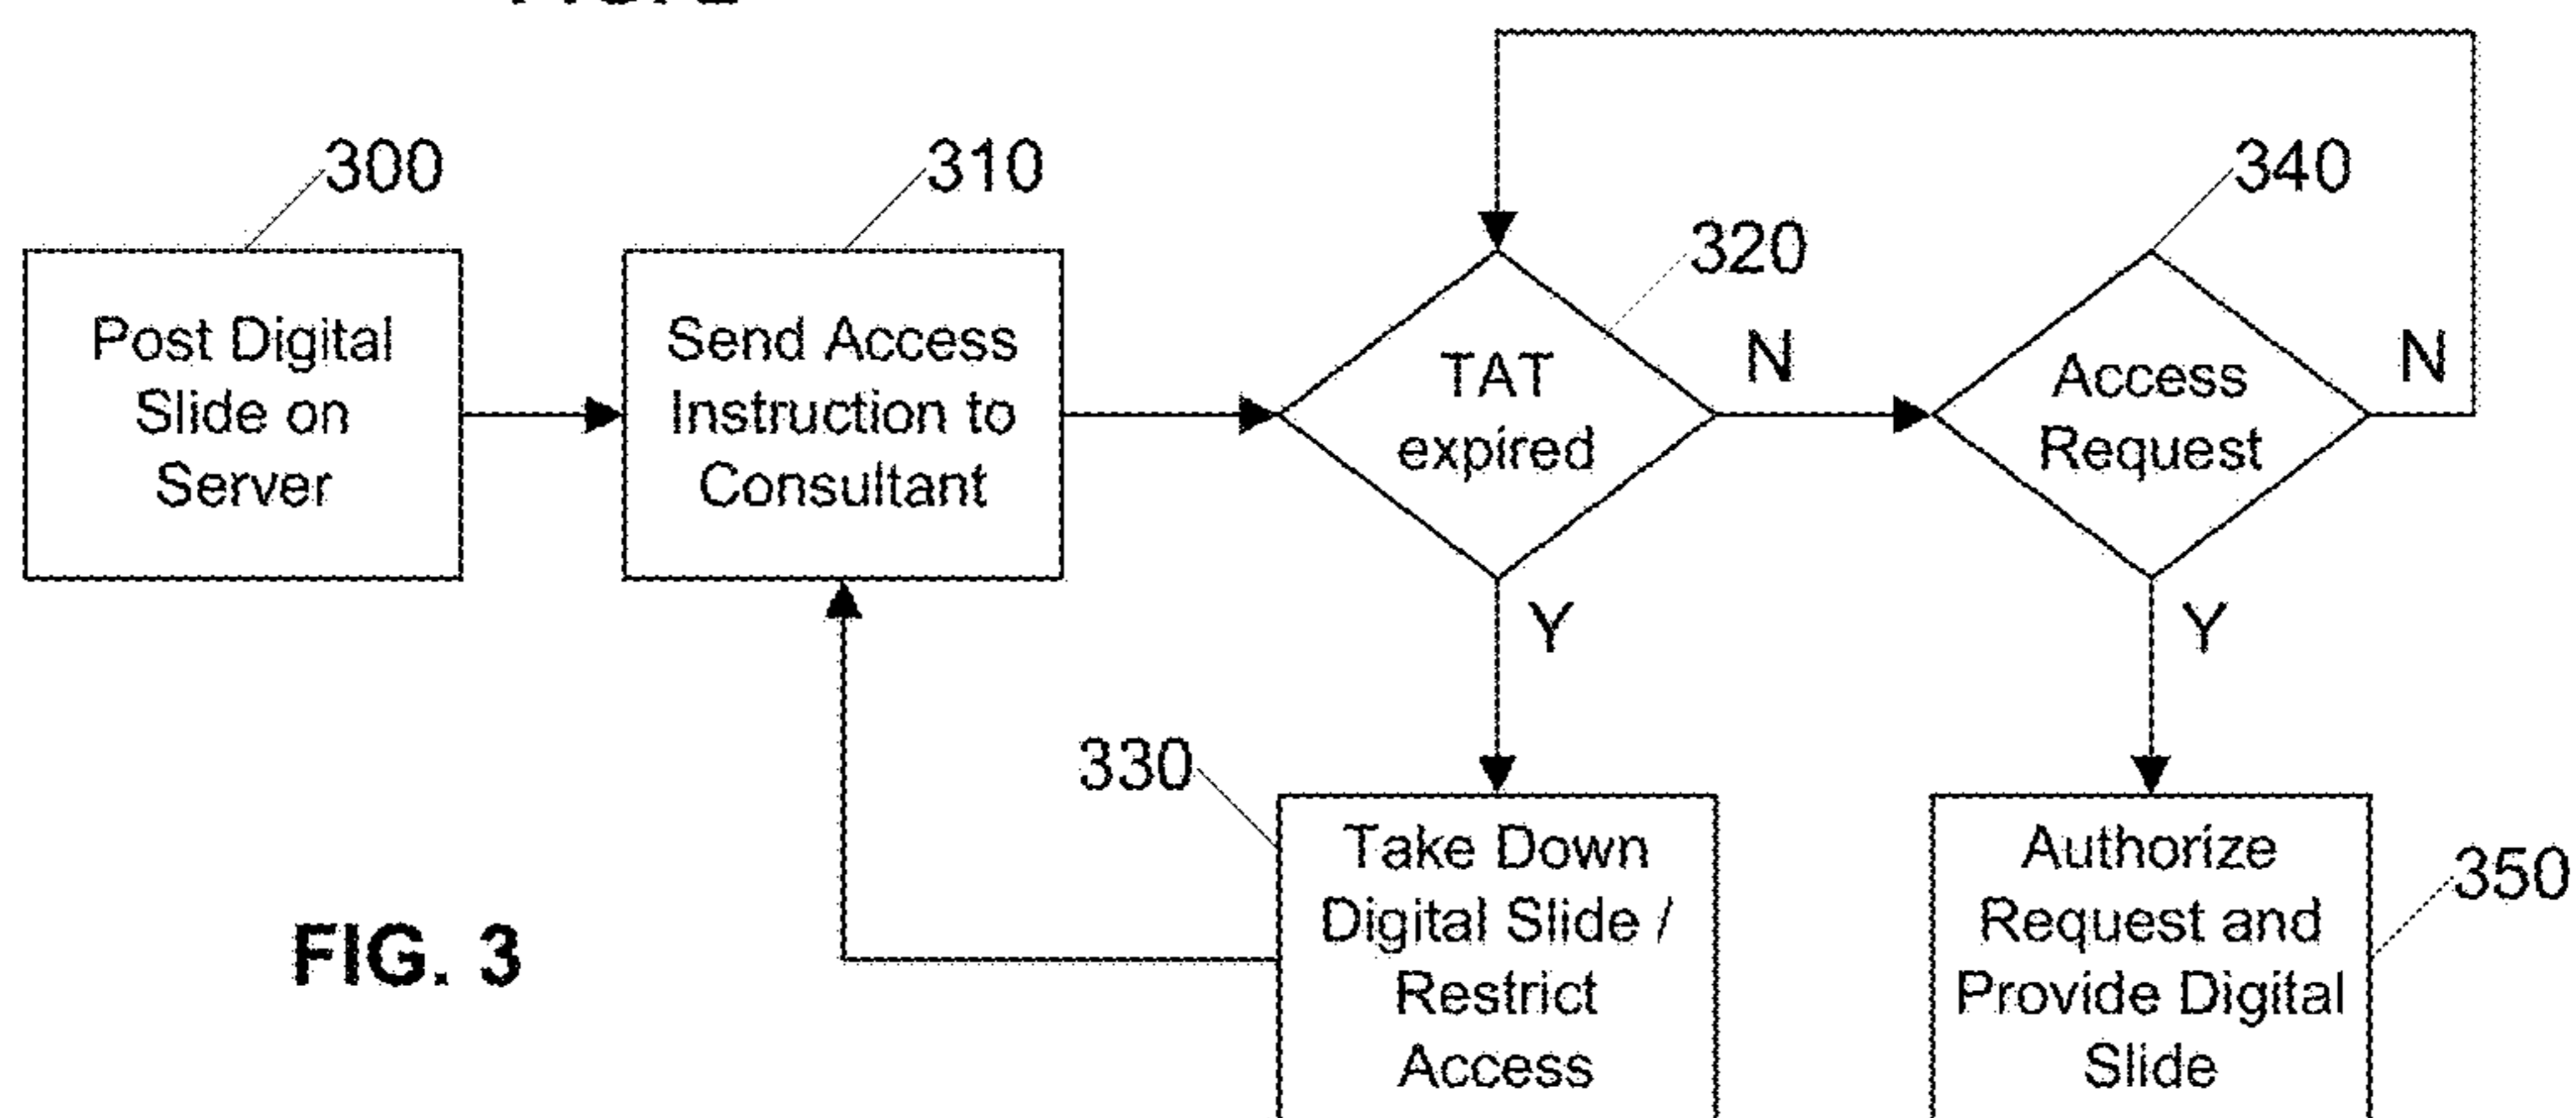 300
310
320
340
Post Digital
Slide on
Server
Send Access
Instruction to
Consultant
TAT
expired
N
Access
Request
N
Y
Y
330
Take Down
Digital Slide /
Restrict
Access
Authorize
Request and
Provide Digital
Slide
350
FIG. 3